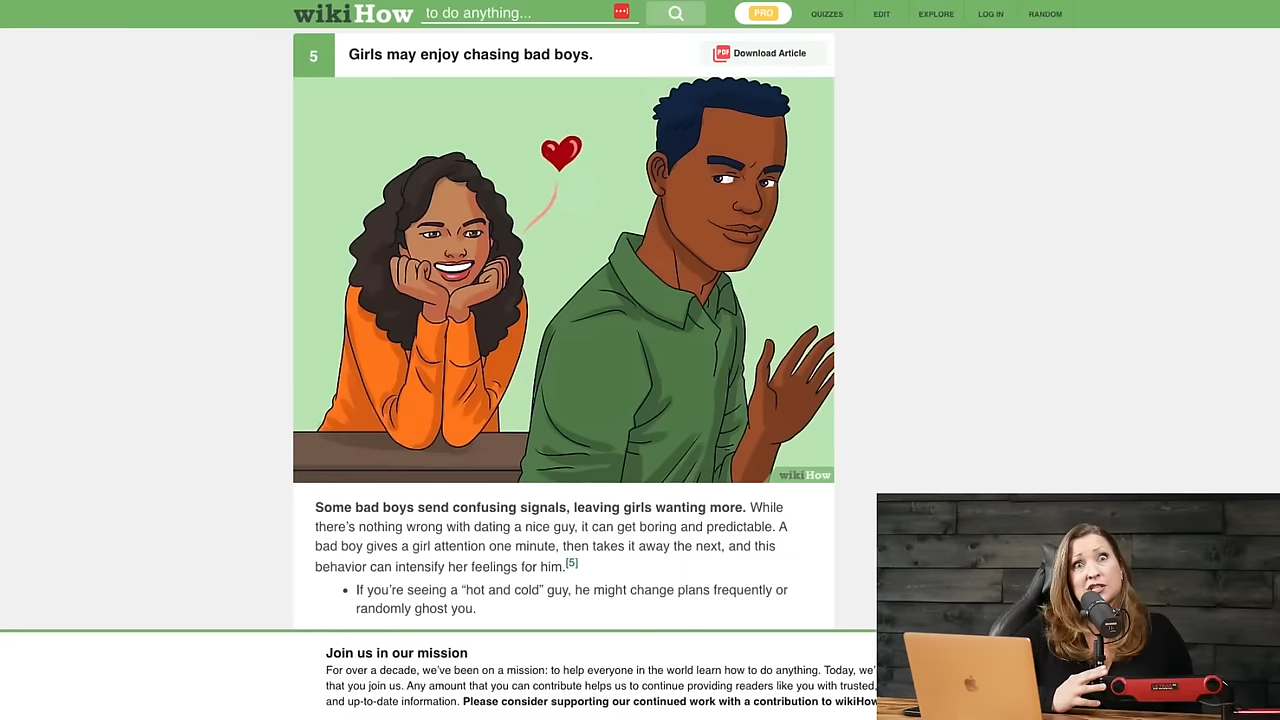 wikiHow to do anything...
PRO
QUIZZES
EDIT
EXPLORE
LOG IN
RANDOM
5
Girls may enjoy chasing bad boys.
PDF
Download Article
wikiHow
Some bad boys send confusing signals, leaving girls wanting more. While
there's nothing wrong with dating a nice guy, it can get boring and predictable. A
bad boy gives a girl attention one minute, then takes it away the next, and this
behavior can intensify her feelings for him.[5]
• If you're seeing a “hot and cold” guy, he might change plans frequently or
randomly ghost you.
Join us in our mission
For over a decade, we've been on a mission: to help everyone in the world learn how to do anything. Today, we'
that you join us. Any amount that you can contribute helps us to continue providing readers like you with trusted,
and up-to-date information. Please consider supporting our continued work with a contribution to wikiHow